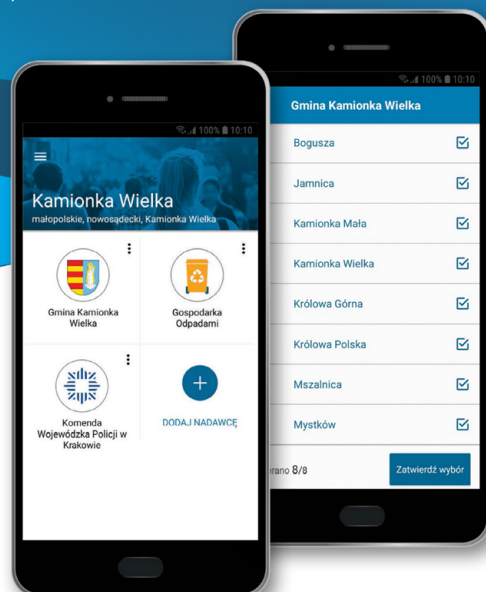 100% 10:10
Kamionka Wielka
małopolskie, nowosądecki, Kamionka Wielka
Gmina Kamionka
Wielka
Gospodarka
Odpadami
Komenda
Wojewódzka Policji w
Krakowie
DODAJ NADAWCĘ
100% 10:10
Gmina Kamionka Wielka
Bogusza
Jamnica
Kamionka Mała
Kamionka Wielka
Królowa Górna
Królowa Polska
Mszalnica
Mystków
rano 8/8
Zatwierdź wybór